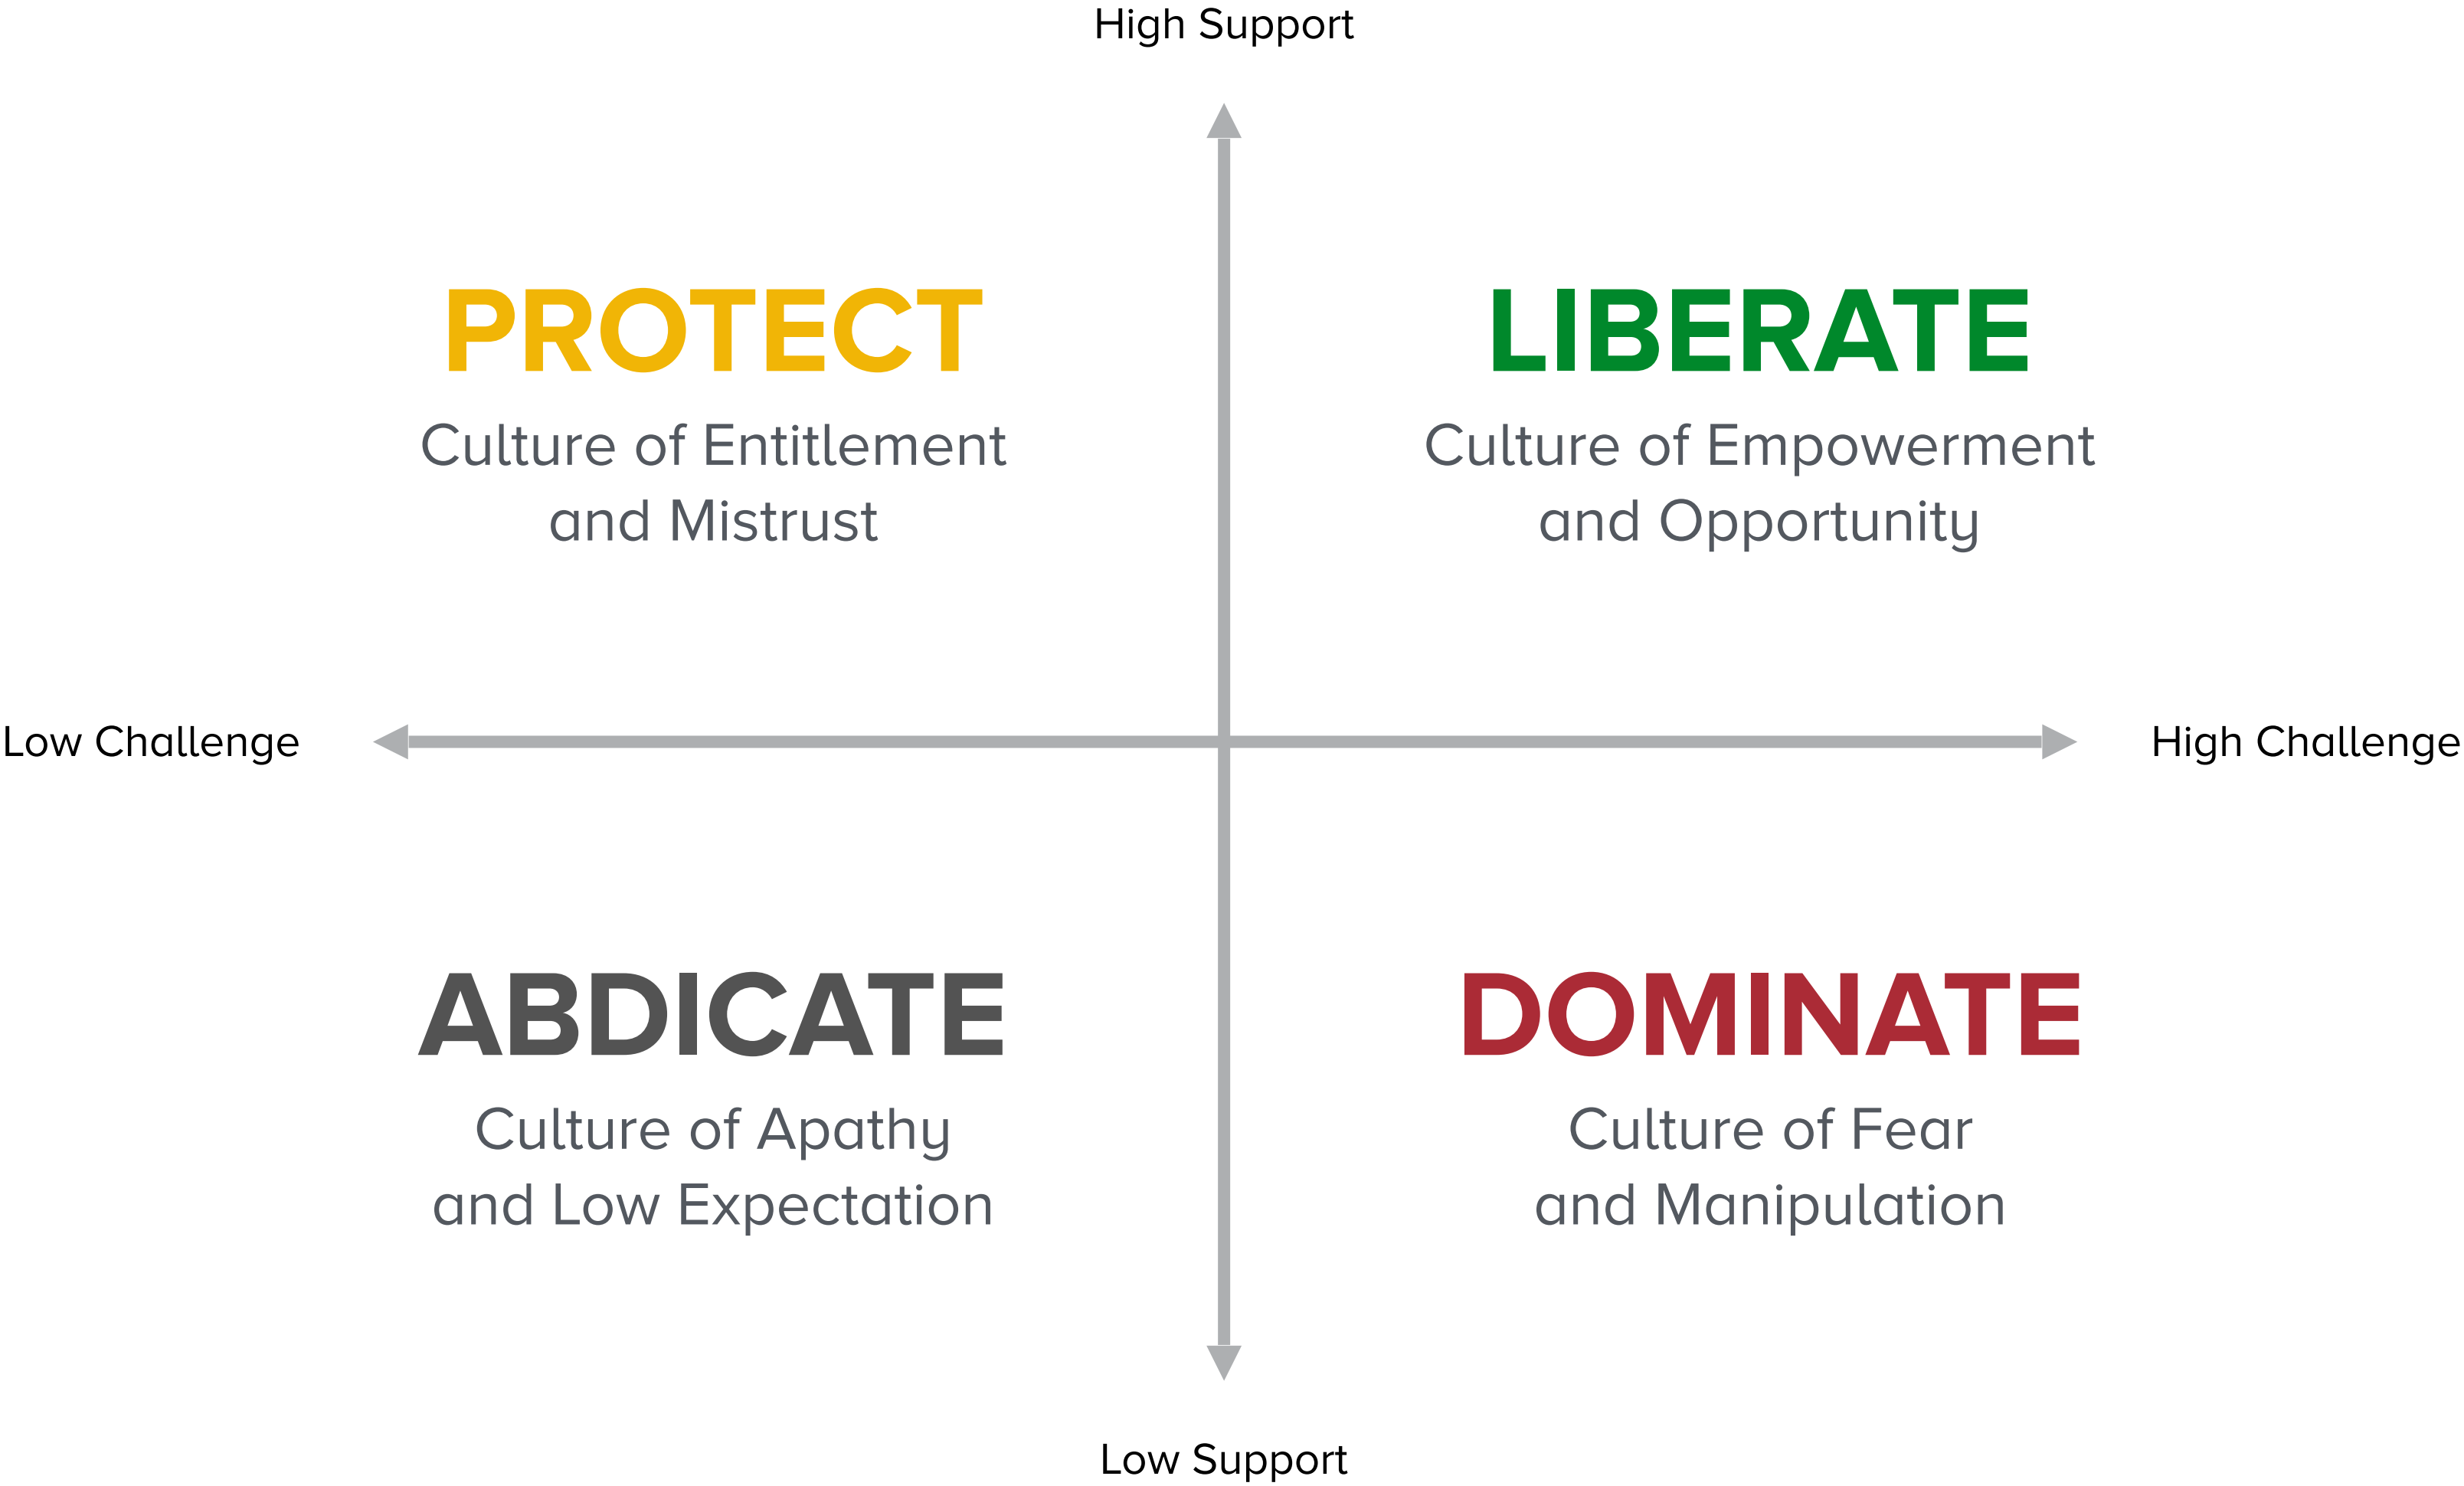 High Support
PROTECT
Culture of Entitlement
and Mistrust
LIBERATE
Culture of Empowerment
and Opportunity
Low Challenge
High Challenge
ABDICATE
Culture of Apathy
and Low Expectation
DOMINATE
Culture of Fear
and Manipulation
Low Support